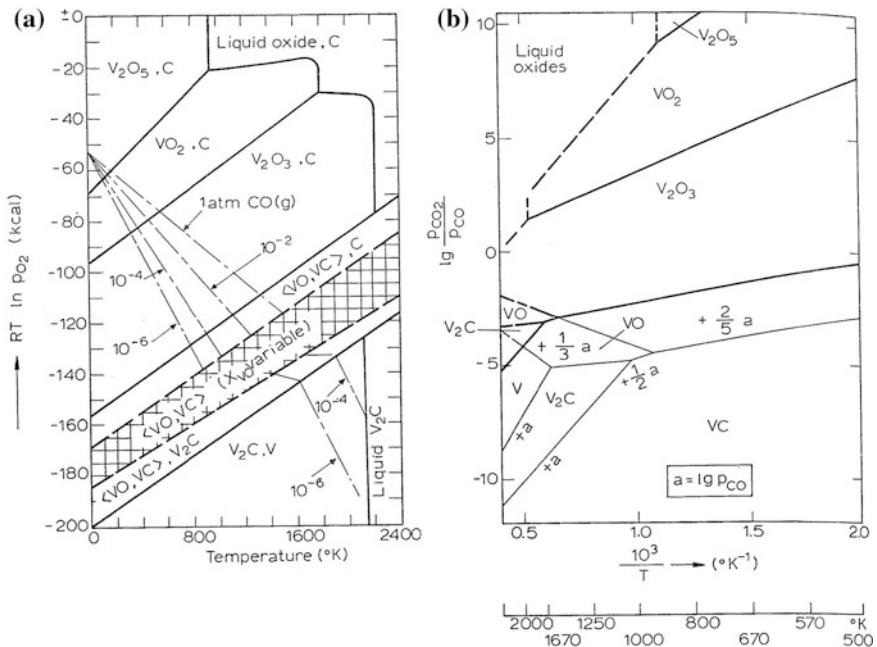 (a)
±0
-20
-40
-60
-80
-100
-120
-140
-160
-180
-200
RT ln pO₂ (kcal)
Liquid oxide, C
V₂O₅, C
VO₂, C
V₂O₃, C
1atm CO(g)
10⁻²
10⁻⁴
10⁻⁶
<VO,VC>, C
<VO,VC> (X_VO variable)
<VO,VC>, V₂C
V₂C, V
10⁻⁴
10⁻⁶
Liquid V₂C
0 800 1600 2400
Temperature (°K)
(b)
10
5
0
-5
-10
lg pCO₂/pCO
Liquid oxides
V₂O₅
VO₂
V₂O₃
VO
V₂C
+ 1/3 a
VO
+ 2/5 a
+ 1/2 a
V
V₂C
VC
+a
+a
a = lg pCO
0.5 1.0 1.5 2.0
10³/T → (°K⁻¹)
2000 1250 800 570 °K
1670 1000 670 500